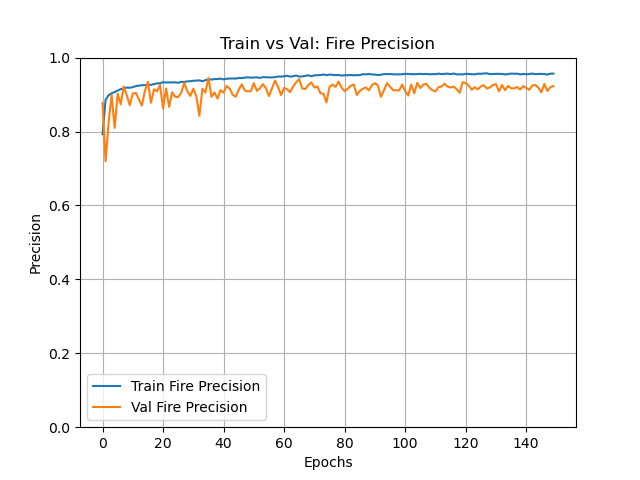 Train vs Val: Fire Precision
1.0
0.8
0.6
0.4
0.2
0.0
Precision
Train Fire Precision
Val Fire Precision
0 20 40 60 80 100 120 140
Epochs